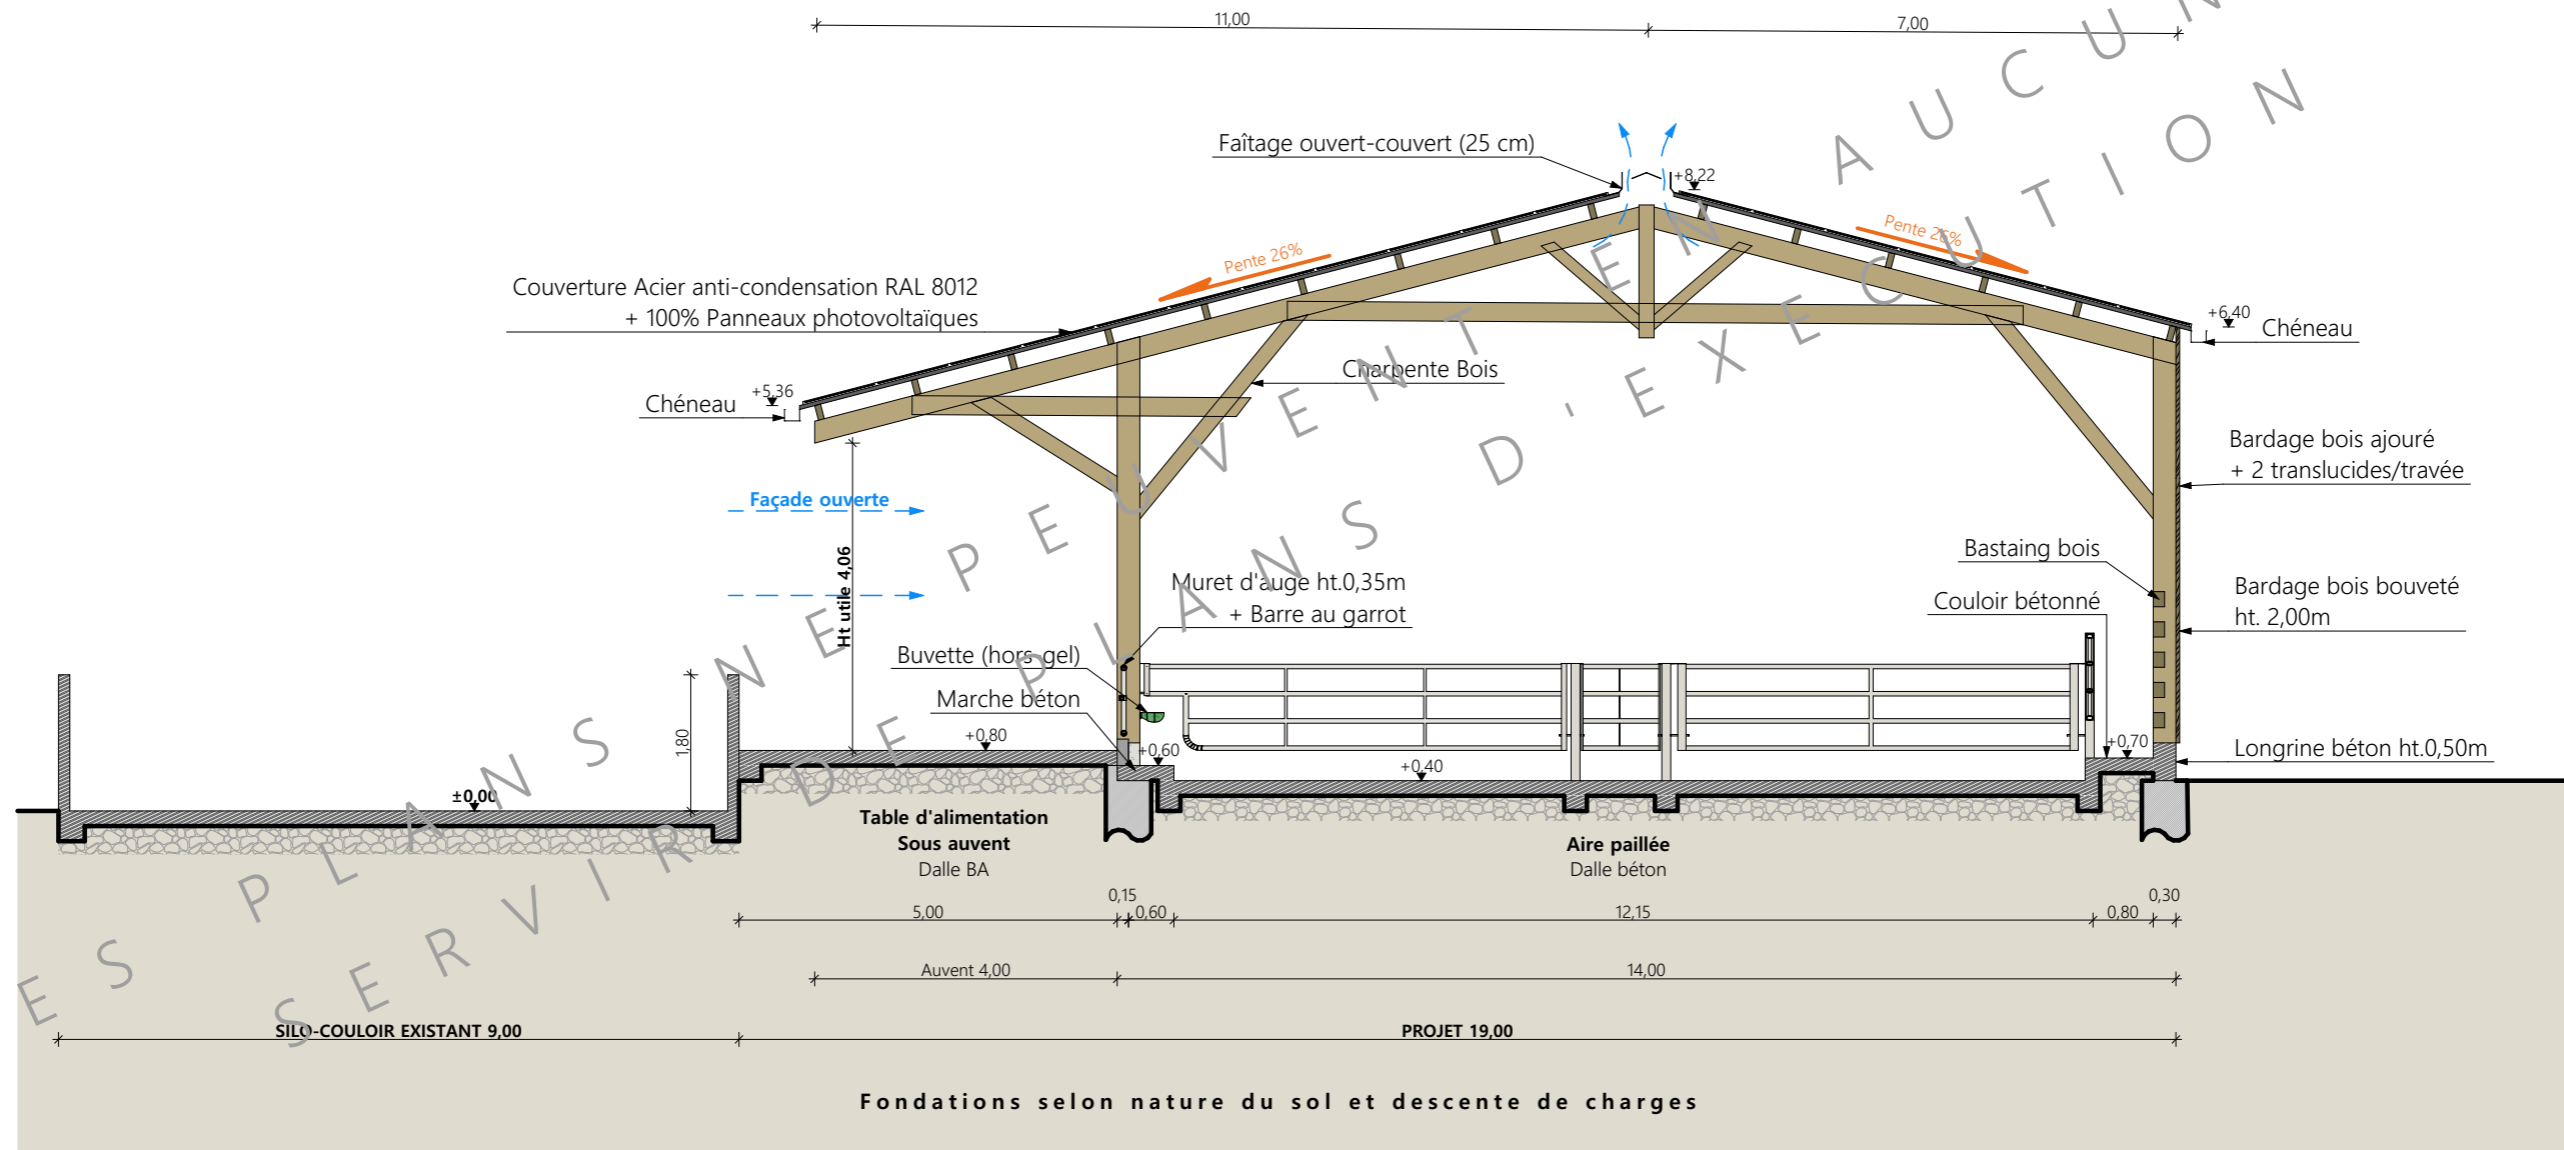 11,00
7,00
Faîtage ouvert-couvert (25 cm)
+8,22
Pente 26%
Pente 26%
Couverture Acier anti-condensation RAL 8012
+ 100% Panneaux photovoltaïques
+6,40
Chéneau
Charpente Bois
+5,36
Chéneau
Bardage bois ajouré
+ 2 translucides/travée
Façade ouverte
Ht utile 4,06
Bastaing bois
Muret d'auge ht.0,35m
+ Barre au garrot
Bardage bois bouveté
ht. 2,00m
Couloir bétonné
Buvette (hors-gel)
Marche béton
1,80
+0,80
+0,60
+0,70
Longrine béton ht.0,50m
+0,40
±0,00
Table d'alimentation
Sous auvent
Dalle BA
Aire paillée
Dalle béton
0,15
0,30
5,00
0,60
12,15
0,80
Auvent 4,00
14,00
SILO-COULOIR EXISTANT 9,00
PROJET 19,00
Fondations selon nature du sol et descente de charges
ES PLANS NE PEUVENT EN AUCUN
SERVIR DE PLANS D'EXECUTION